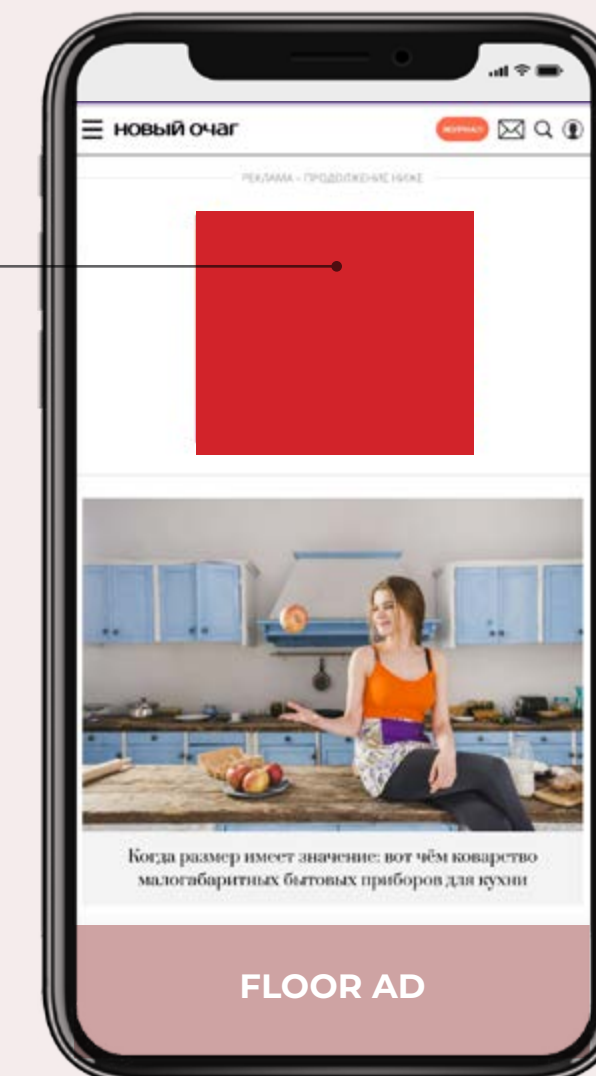 новый очаг
ЖУРНАЛ
РЕКЛАМА – ПРОДОЛЖЕНИЕ НИЖЕ
Когда размер имеет значение: вот чём коварство
малогабаритных бытовых приборов для кухни
FLOOR AD